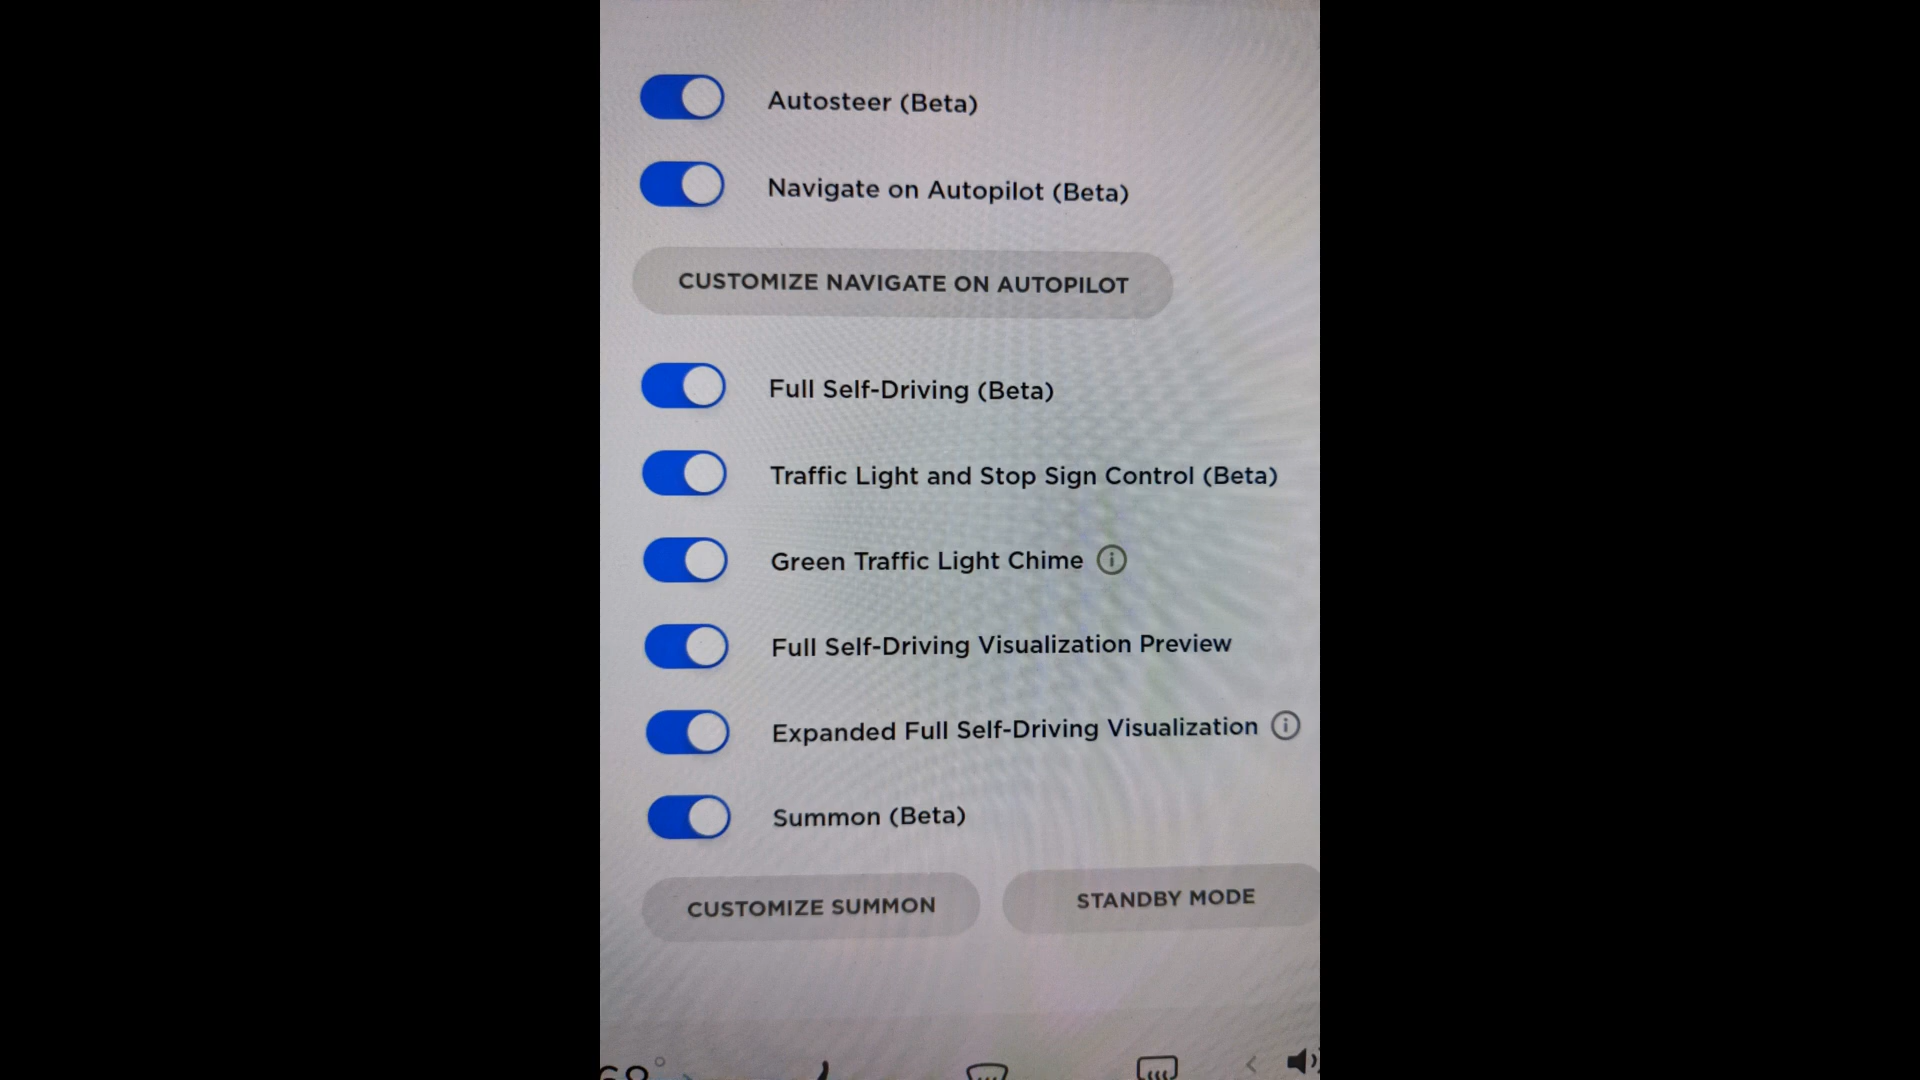 Autosteer (Beta)
Navigate on Autopilot (Beta)
CUSTOMIZE NAVIGATE ON AUTOPILOT
Full Self-Driving (Beta)
Traffic Light and Stop Sign Control (Beta)
Green Traffic Light Chime
Full Self-Driving Visualization Preview
Expanded Full Self-Driving Visualization
Summon (Beta)
CUSTOMIZE SUMMON
STANDBY MODE